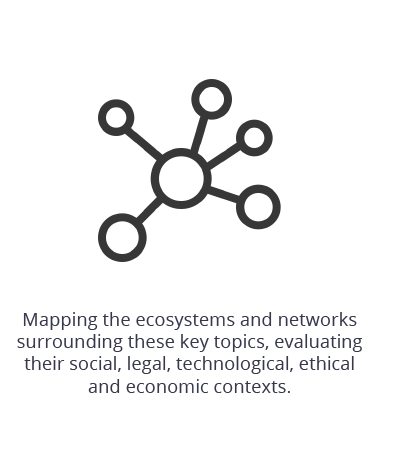 Mapping the ecosystems and networks
surrounding these key topics, evaluating
their social, legal, technological, ethical
and economic contexts.